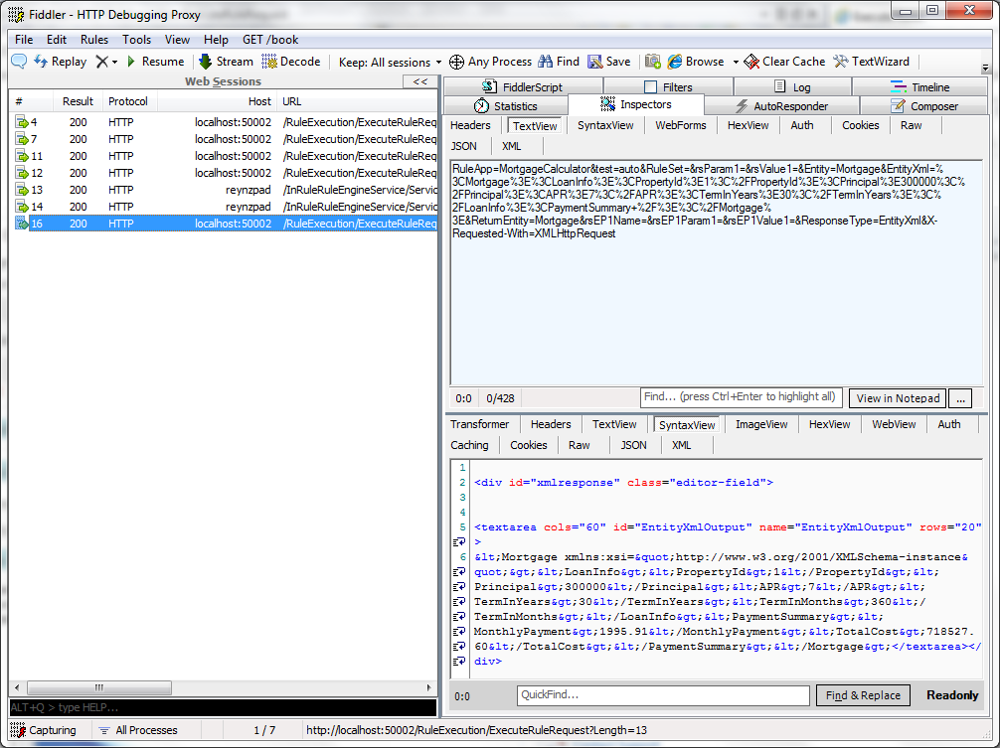 Fiddler - HTTP Debugging Proxy
File Edit Rules Tools View Help GET /book
Replay Resume Stream Decode Keep: All sessions Any Process Find Save Browse Clear Cache TextWizard
Web Sessions <<
# Result Protocol Host URL
4 200 HTTP localhost:50002 /RuleExecution/ExecuteRuleReq
7 200 HTTP localhost:50002 /RuleExecution/ExecuteRuleReq
11 200 HTTP localhost:50002 /RuleExecution/ExecuteRuleReq
12 200 HTTP localhost:50002 /RuleExecution/ExecuteRuleReq
13 200 HTTP reynzpad /InRuleRuleEngineService/Servic
14 200 HTTP reynzpad /InRuleRuleEngineService/Servic
16 200 HTTP localhost:50002 /RuleExecution/ExecuteRuleReq
FiddlerScript Filters Log Timeline
Statistics Inspectors AutoResponder Composer
Headers TextView SyntaxView WebForms HexView Auth Cookies Raw
JSON XML
RuleApp=MortgageCalculator&test=auto&RuleSet=&rsParam1=&rsValue1=&Entity=Mortgage&EntityXml=%
3CMortgage%3E%3CLoanInfo%3E%3CPropertyId%3E1%3C%2FPropertyId%3E%3CPrincipal%3E300000%3C%
2FPrincipal%3E%3CAPR%3E7%3C%2FAPR%3E%3CTermInYears%3E30%3C%2FTermInYears%3E%3C%
2FLoanInfo%3E%3CPaymentSummary+%2F%3E%3C%2FMortgage%
3E&ReturnEntity=Mortgage&rsEP1Name=&rsEP1Param1=&rsEP1Value1=&ResponseType=EntityXml&X-
Requested-With=XMLHttpRequest
0:0 0/428 Find... (press Ctrl+Enter to highlight all) View in Notepad ...
Transformer Headers TextView SyntaxView ImageView HexView WebView Auth
Caching Cookies Raw JSON XML
1
2 <div id="xmlresponse" class="editor-field">
3
4
5 <textarea cols="60" id="EntityXmlOutput" name="EntityXmlOutput" rows="20"
>
6 &lt;Mortgage xmlns:xsi=&quot;http://www.w3.org/2001/XMLSchema-instance&
quot;&gt;&lt;LoanInfo&gt;&lt;PropertyId&gt;1&lt;/PropertyId&gt;&lt;
Principal&gt;300000&lt;/Principal&gt;&lt;APR&gt;7&lt;/APR&gt;&lt;
TermInYears&gt;30&lt;/TermInYears&gt;&lt;TermInMonths&gt;360&lt;/
TermInMonths&gt;&lt;/LoanInfo&gt;&lt;PaymentSummary&gt;&lt;
MonthlyPayment&gt;1995.91&lt;/MonthlyPayment&gt;&lt;TotalCost&gt;718527.
60&lt;/TotalCost&gt;&lt;/PaymentSummary&gt;&lt;/Mortgage&gt;</textarea></
div>
0:0 QuickFind... Find & Replace Readonly
ALT+Q > type HELP...
Capturing All Processes 1 / 7 http://localhost:50002/RuleExecution/ExecuteRuleRequest?Length=13